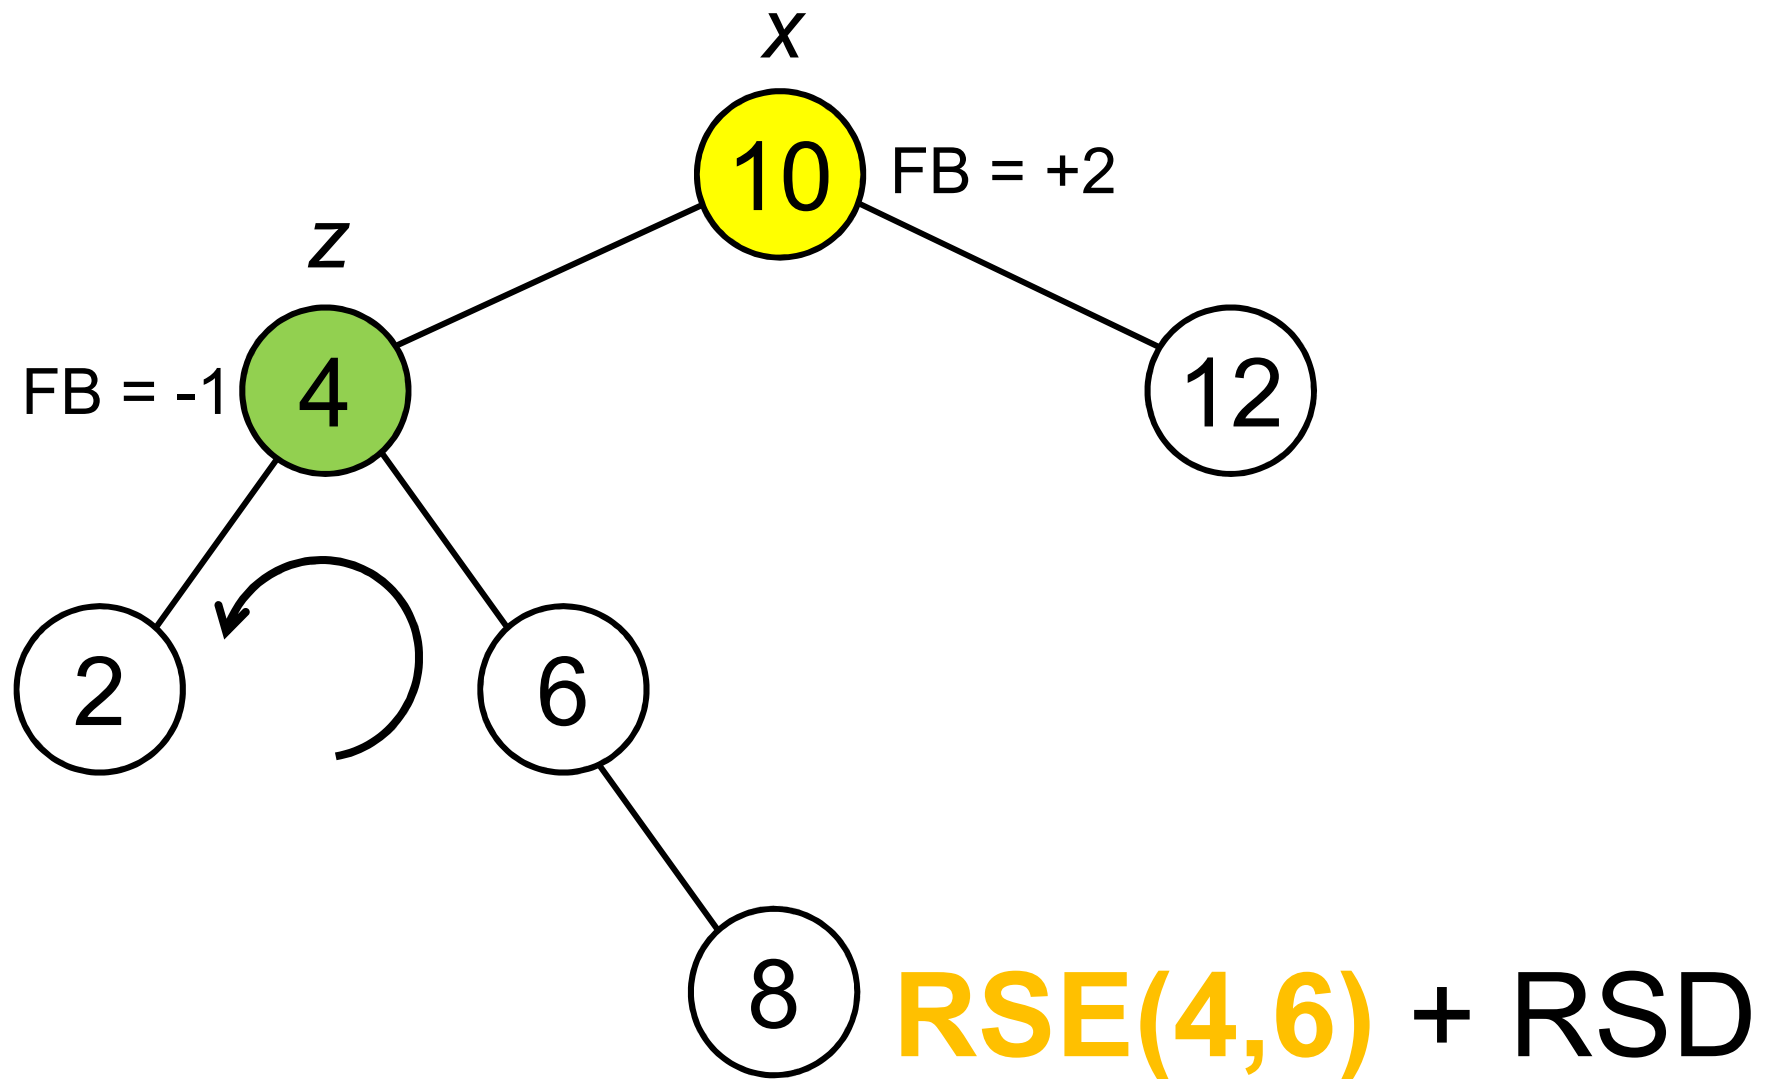 x
10 FB = +2
z
FB = -1 4 12
2 6
8 RSE(4,6) + RSD